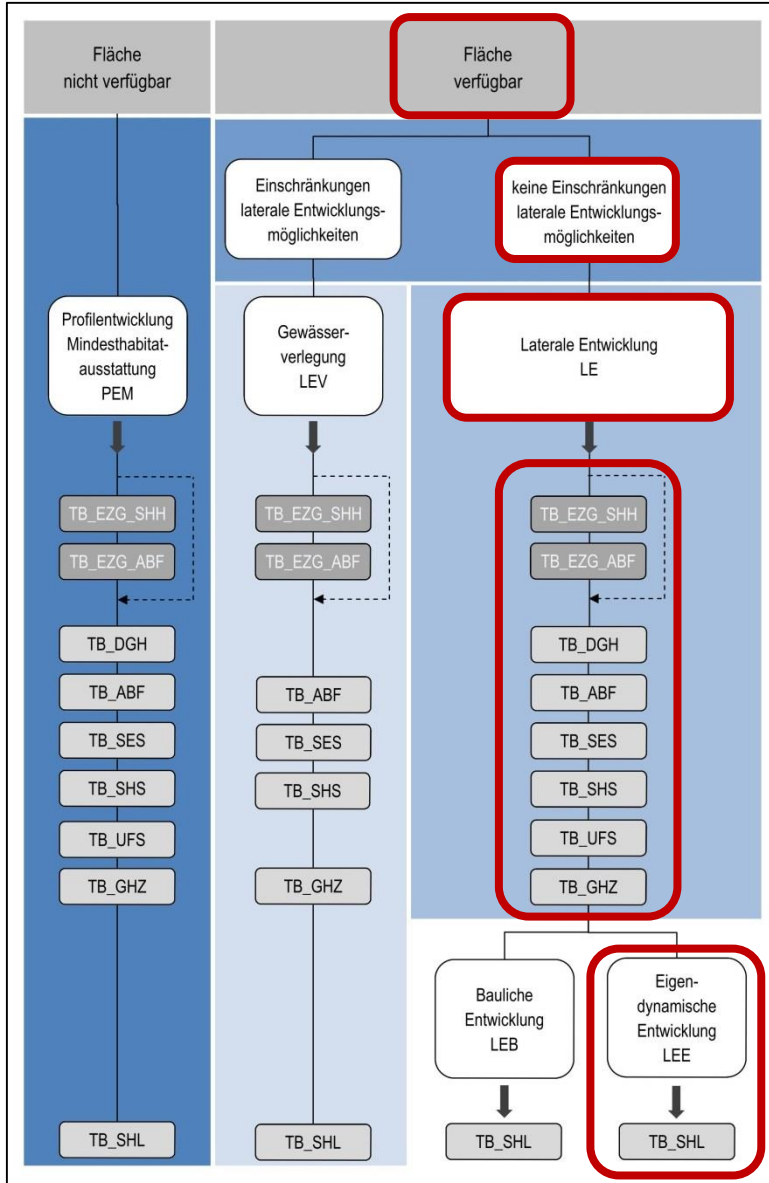 Fläche
nicht verfügbar
Fläche
verfügbar
Einschränkungen
laterale Entwicklungs-
möglichkeiten
keine Einschränkungen
laterale Entwicklungs-
möglichkeiten
Profilentwicklung
Mindesthabitat-
ausstattung
PEM
Gewässer-
verlegung
LEV
Laterale Entwicklung
LE
TB_EZG_SHH
TB_EZG_ABF
TB_DGH
TB_ABF
TB_SES
TB_SHS
TB_UFS
TB_GHZ
TB_SHL
TB_EZG_SHH
TB_EZG_ABF
TB_ABF
TB_SES
TB_SHS
TB_GHZ
TB_SHL
TB_EZG_SHH
TB_EZG_ABF
TB_DGH
TB_ABF
TB_SES
TB_SHS
TB_UFS
TB_GHZ
Bauliche
Entwicklung
LEB
TB_SHL
Eigen-
dynamische
Entwicklung
LEE
TB_SHL